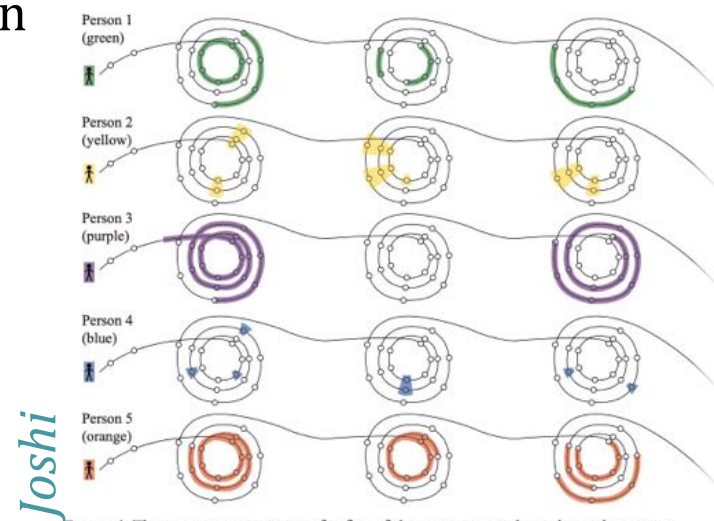 n
Person 1
(green)
Person 2
(yellow)
Person 3
(purple)
Person 4
(blue)
Person 5
(orange)
Joshi